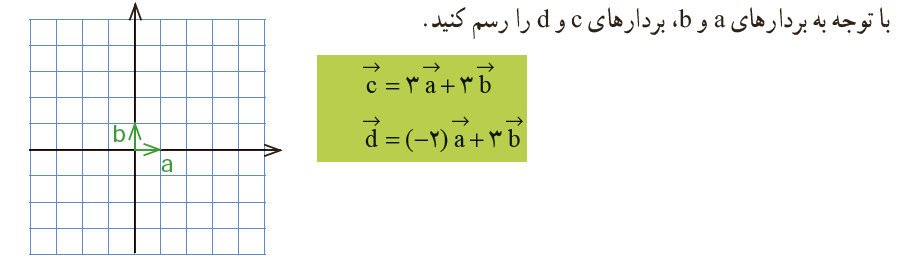 با توجه به بردارهای a و b، بردارهای c و d را رسم کنید.
c⃗ = ۳a⃗ + ۳b⃗
d⃗ = (−۲)a⃗ + ۳b⃗
b
a